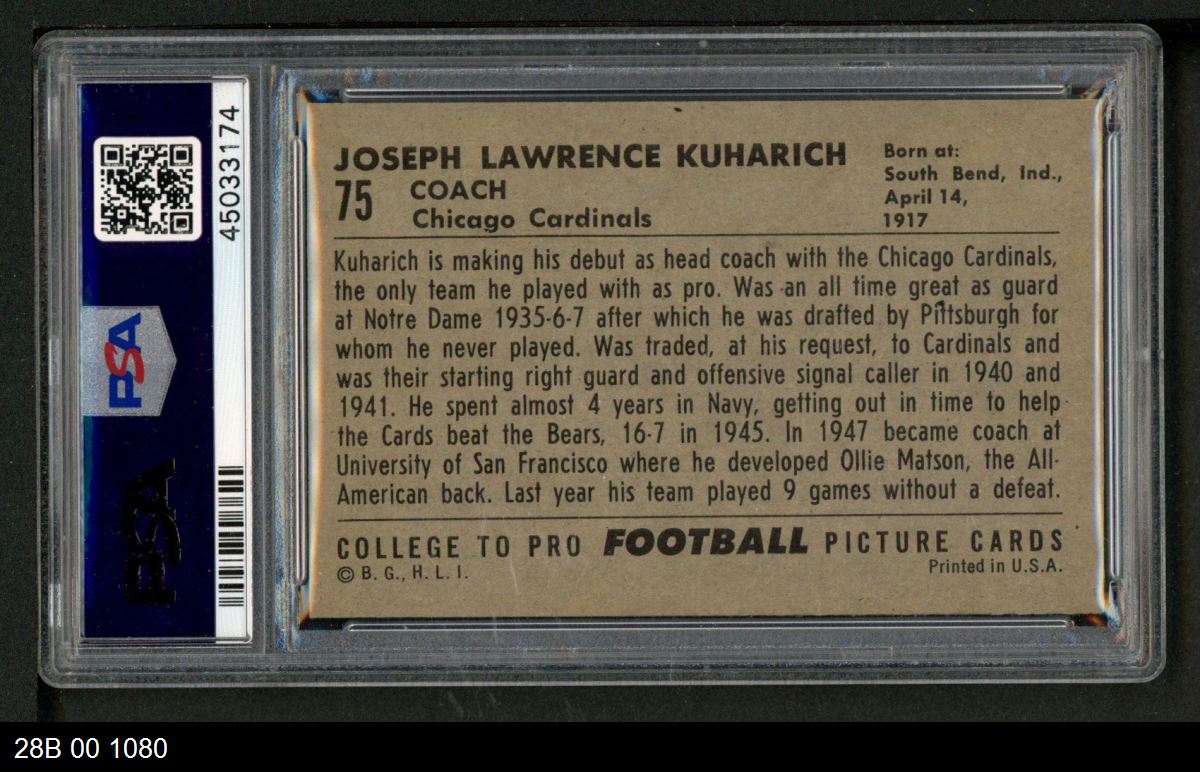 45033174
PSA
PSA
JOSEPH LAWRENCE KUHARICH
75 COACH
Chicago Cardinals
Born at:
South Bend, Ind.,
April 14,
1917
Kuharich is making his debut as head coach with the Chicago Cardinals,
the only team he played with as pro. Was an all time great as guard
at Notre Dame 1935-6-7 after which he was drafted by Pittsburgh for
whom he never played. Was traded, at his request, to Cardinals and
was their starting right guard and offensive signal caller in 1940 and
1941. He spent almost 4 years in Navy, getting out in time to help
the Cards beat the Bears, 16-7 in 1945. In 1947 became coach at
University of San Francisco where he developed Ollie Matson, the All-
American back. Last year his team played 9 games without a defeat.
COLLEGE TO PRO FOOTBALL PICTURE CARDS
© B. G., H. L. I.
Printed in U.S.A.
28B 00 1080